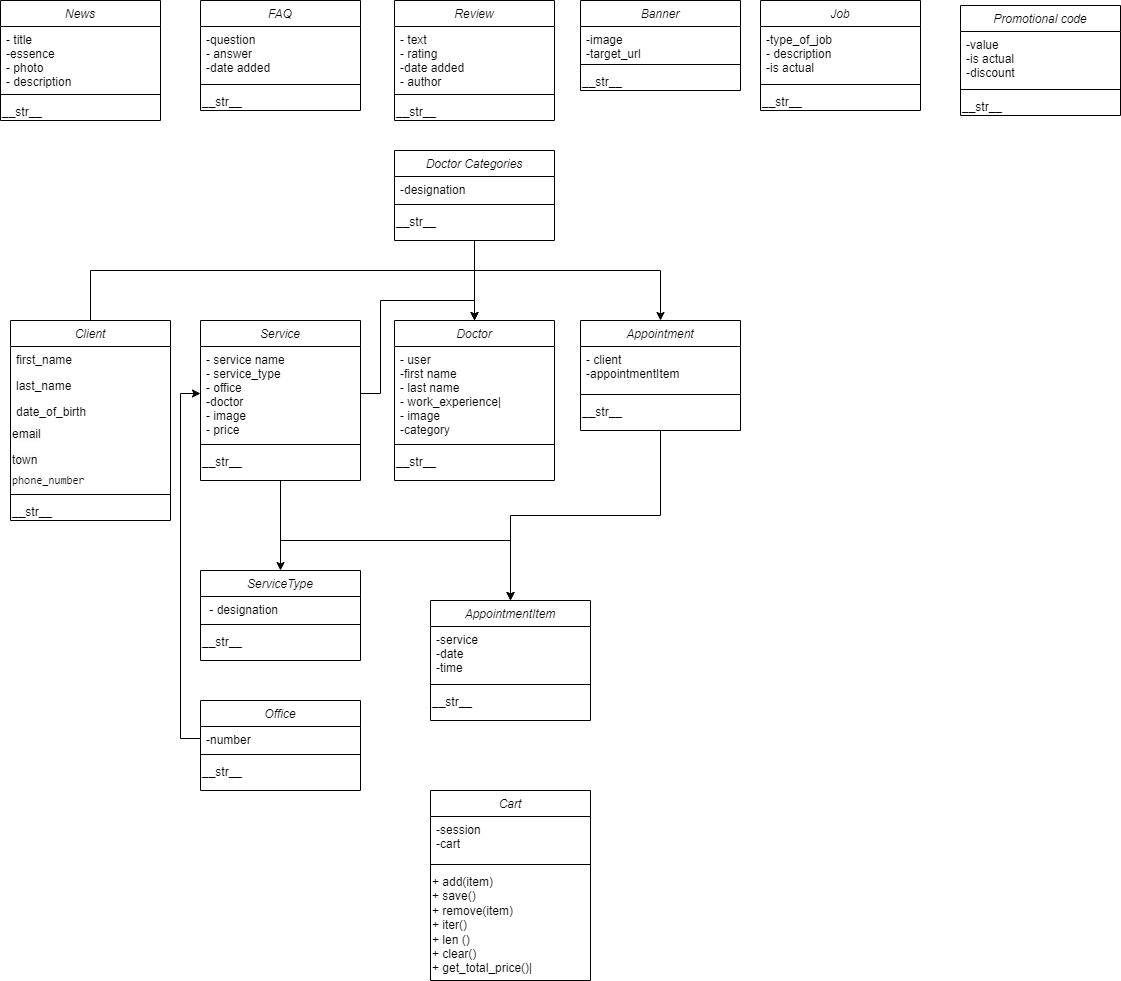 News
- title
-essence
- photo
- description
__str__
FAQ
-question
- answer
-date added
__str__
Review
- text
- rating
-date added
- author
__str__
Banner
-image
-target_url
__str__
Job
-type_of_job
- description
-is actual
__str__
Promotional code
-value
-is actual
-discount
__str__
Doctor Categories
-designation
__str__
Client
first_name
last_name
date_of_birth
email
town
phone_number
__str__
Service
- service name
- service_type
- office
-doctor
- image
- price
__str__
Doctor
- user
-first name
- last name
- work_experience|
- image
-category
__str__
Appointment
- client
-appointmentItem
__str__
ServiceType
- designation
__str__
AppointmentItem
-service
-date
-time
__str__
Office
-number
__str__
Cart
-session
-cart
+ add(item)
+ save()
+ remove(item)
+ iter()
+ len ()
+ clear()
+ get_total_price()|